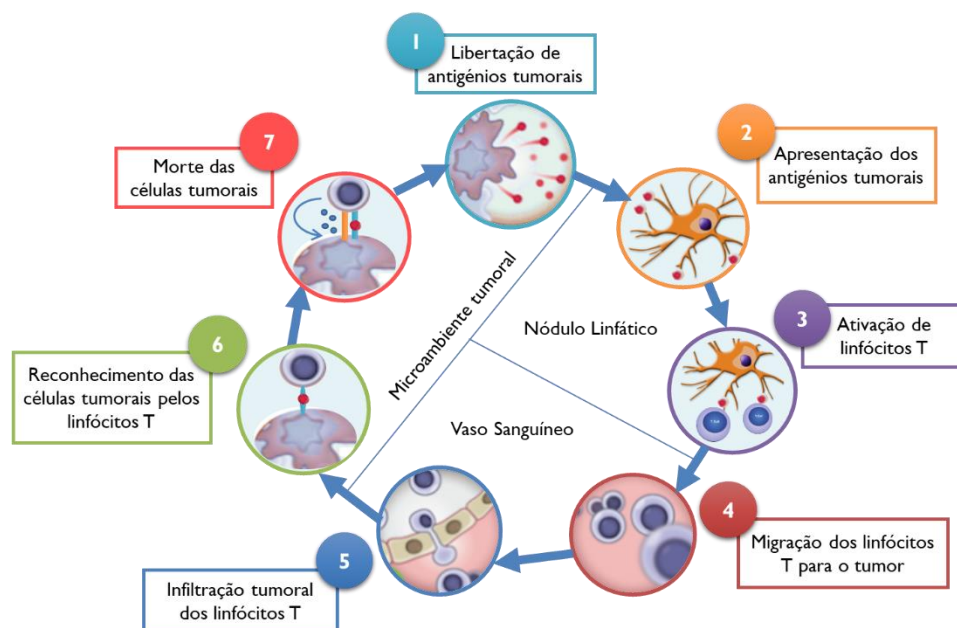 1
Libertação de
antigénios tumorais
2
Apresentação dos
antigénios tumorais
3
Ativação de
linfócitos T
4
Migração dos linfócitos
T para o tumor
5
Infiltração tumoral
dos linfócitos T
6
Reconhecimento das
células tumorais pelos
linfócitos T
7
Morte das
células tumorais
Microambiente tumoral
Nódulo Linfático
Vaso Sanguíneo